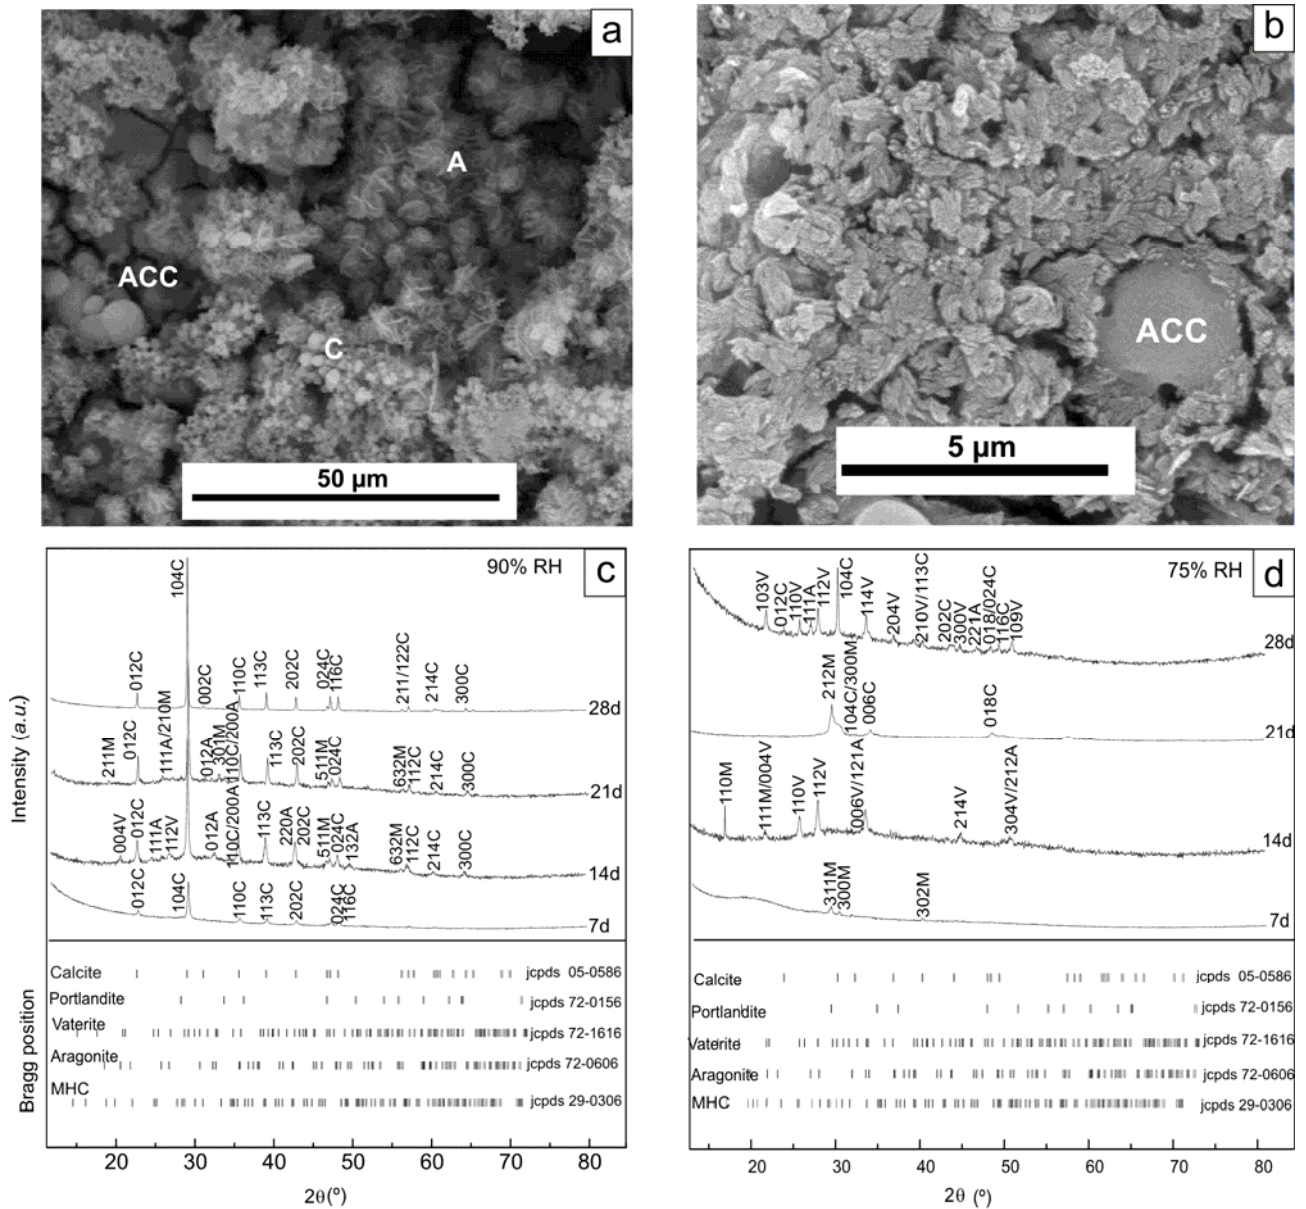 a
A
ACC
C
50 µm
b
ACC
5 µm
90% RH
c
104C
012C
002C
110C
113C
202C
024C
116C
211/122C
214C
300C
28d
211M
012C
111A/210M
012A
301M
110C/200A
113C
202C
511M
024C
632M
112C
214C
300C
21d
004V
012C
111A
112V
012A
110C/200A
113C
220A
202C
511M
024C
132A
632M
112C
214C
300C
14d
012C
104C
110C
113C
202C
024C
116C
7d
Intensity (a.u.)
Bragg position
Calcite
jcpds 05-0586
Portlandite
jcpds 72-0156
Vaterite
jcpds 72-1616
Aragonite
jcpds 72-0606
MHC
jcpds 29-0306
20 30 40 50 60 70 80
2θ(º)
75% RH
d
103V
012C
110V
111A
112V
104C
114V
204V
210V/113C
202C
300V
221A
018/024C
116C
109V
28d
212M
104C/300M
006C
018C
21d
110M
111M/004V
110V
112V
006V/121A
214V
304V/212A
14d
311M
300M
302M
7d
Calcite
jcpds 05-0586
Portlandite
jcpds 72-0156
Vaterite
jcpds 72-1616
Aragonite
jcpds 72-0606
MHC
jcpds 29-0306
20 30 40 50 60 70 80
2θ (º)